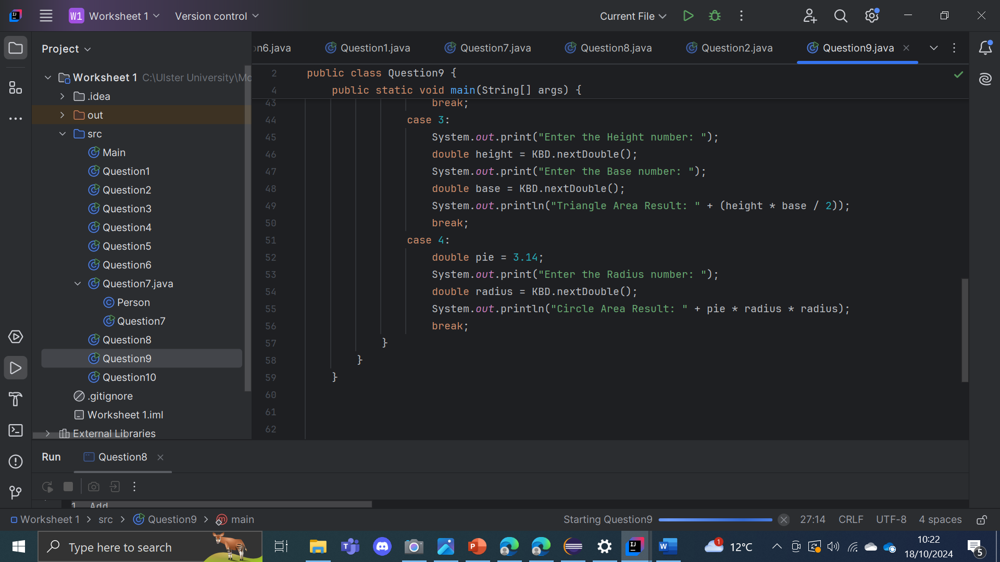 W1 Worksheet 1 Version control Current File
Project
n6.java Question1.java Question7.java Question8.java Question2.java Question9.java
Worksheet 1 C:\Ulster University\Mo
.idea
out
src
Main
Question1
Question2
Question3
Question4
Question5
Question6
Question7.java
Person
Question7
Question8
Question9
Question10
.gitignore
Worksheet 1.iml
External Libraries
2 public class Question9 {
4 public static void main(String[] args) {
43 break;
44 case 3:
45 System.out.print("Enter the Height number: ");
46 double height = KBD.nextDouble();
47 System.out.print("Enter the Base number: ");
48 double base = KBD.nextDouble();
49 System.out.println("Triangle Area Result: " + (height * base / 2));
50 break;
51 case 4:
52 double pie = 3.14;
53 System.out.print("Enter the Radius number: ");
54 double radius = KBD.nextDouble();
55 System.out.println("Circle Area Result: " + pie * radius * radius);
56 break;
57 }
58 }
59 }
60
61
62
Run Question8
1. Add
Worksheet 1 > src > Question9 > main Starting Question9 27:14 CRLF UTF-8 4 spaces
Type here to search 1 12°C 10:22
18/10/2024 5